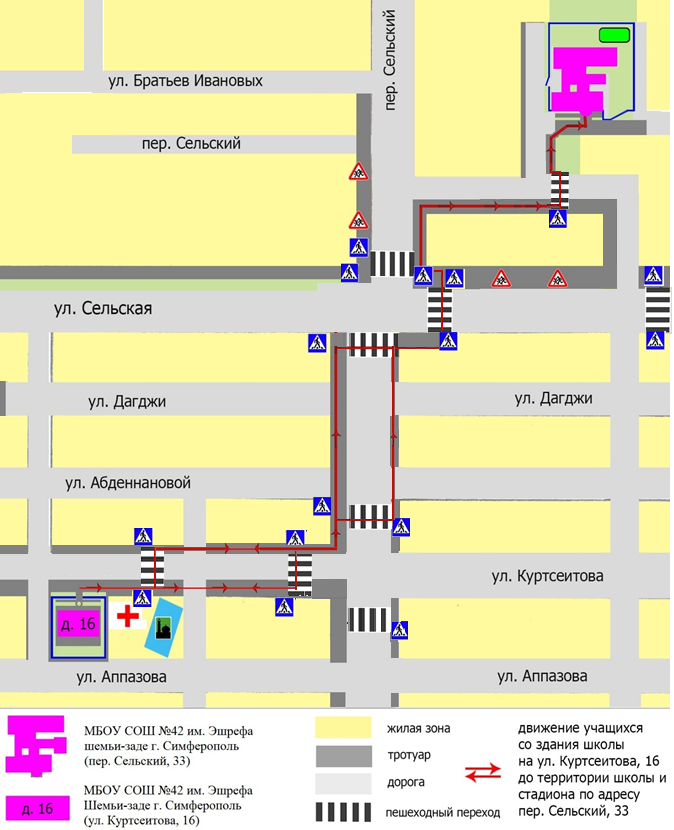 пер. Сельский
ул. Братьев Ивановых
пер. Сельский
ул. Сельская
ул. Дагджи
ул. Дагджи
ул. Абденнановой
ул. Куртсеитова
д. 16
ул. Аппазова
ул. Аппазова
МБОУ СОШ №42 им. Эшрефа
шемьи-заде г. Симферополь
(пер. Сельский, 33)
МБОУ СОШ №42 им. Эшрефа
Шемьи-заде г. Симферополь
(ул. Куртсеитова, 16)
д. 16
жилая зона
тротуар
дорога
пешеходный переход
движение учащихся
со здания школы
на ул. Куртсеитова, 16
до территории школы и
стадиона по адресу
пер. Сельский, 33